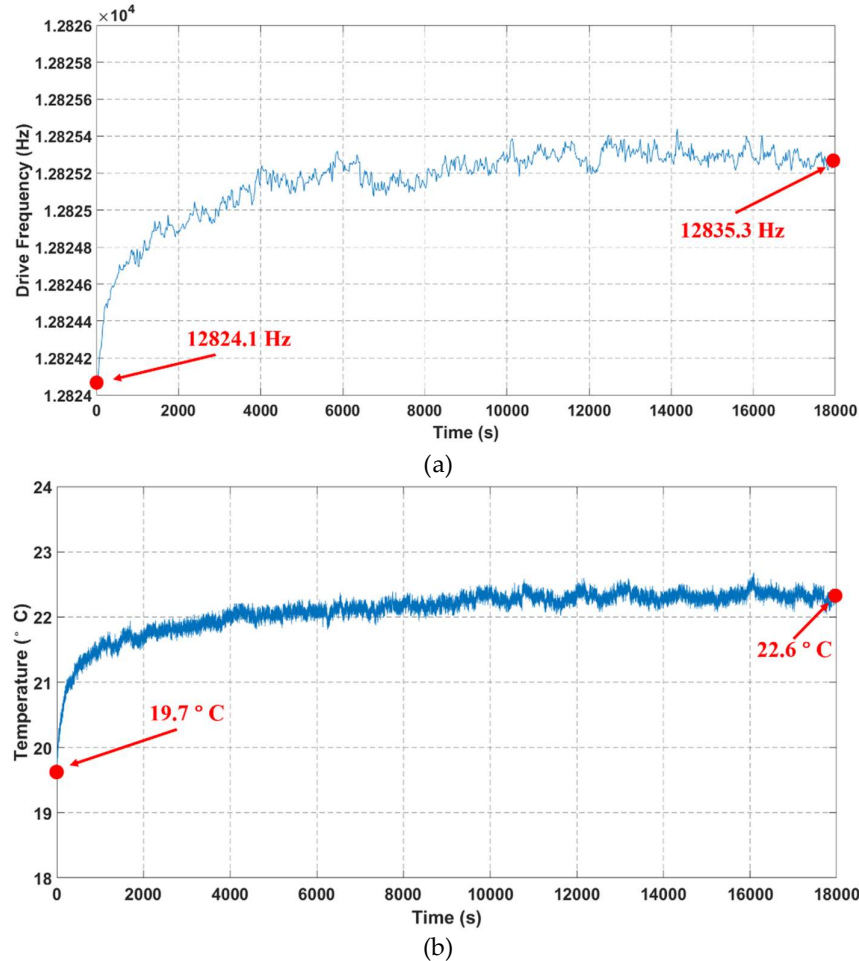 ×10⁴
1.2826
1.28258
1.28256
1.28254
1.28252
1.2825
1.28248
1.28246
1.28244
1.28242
1.2824
Drive Frequency (Hz)
12835.3 Hz
12824.1 Hz
0 2000 4000 6000 8000 10000 12000 14000 16000 18000
Time (s)
(a)
24
23
22
21
20
19
18
Temperature (° C)
22.6 ° C
19.7 ° C
0 2000 4000 6000 8000 10000 12000 14000 16000 18000
Time (s)
(b)